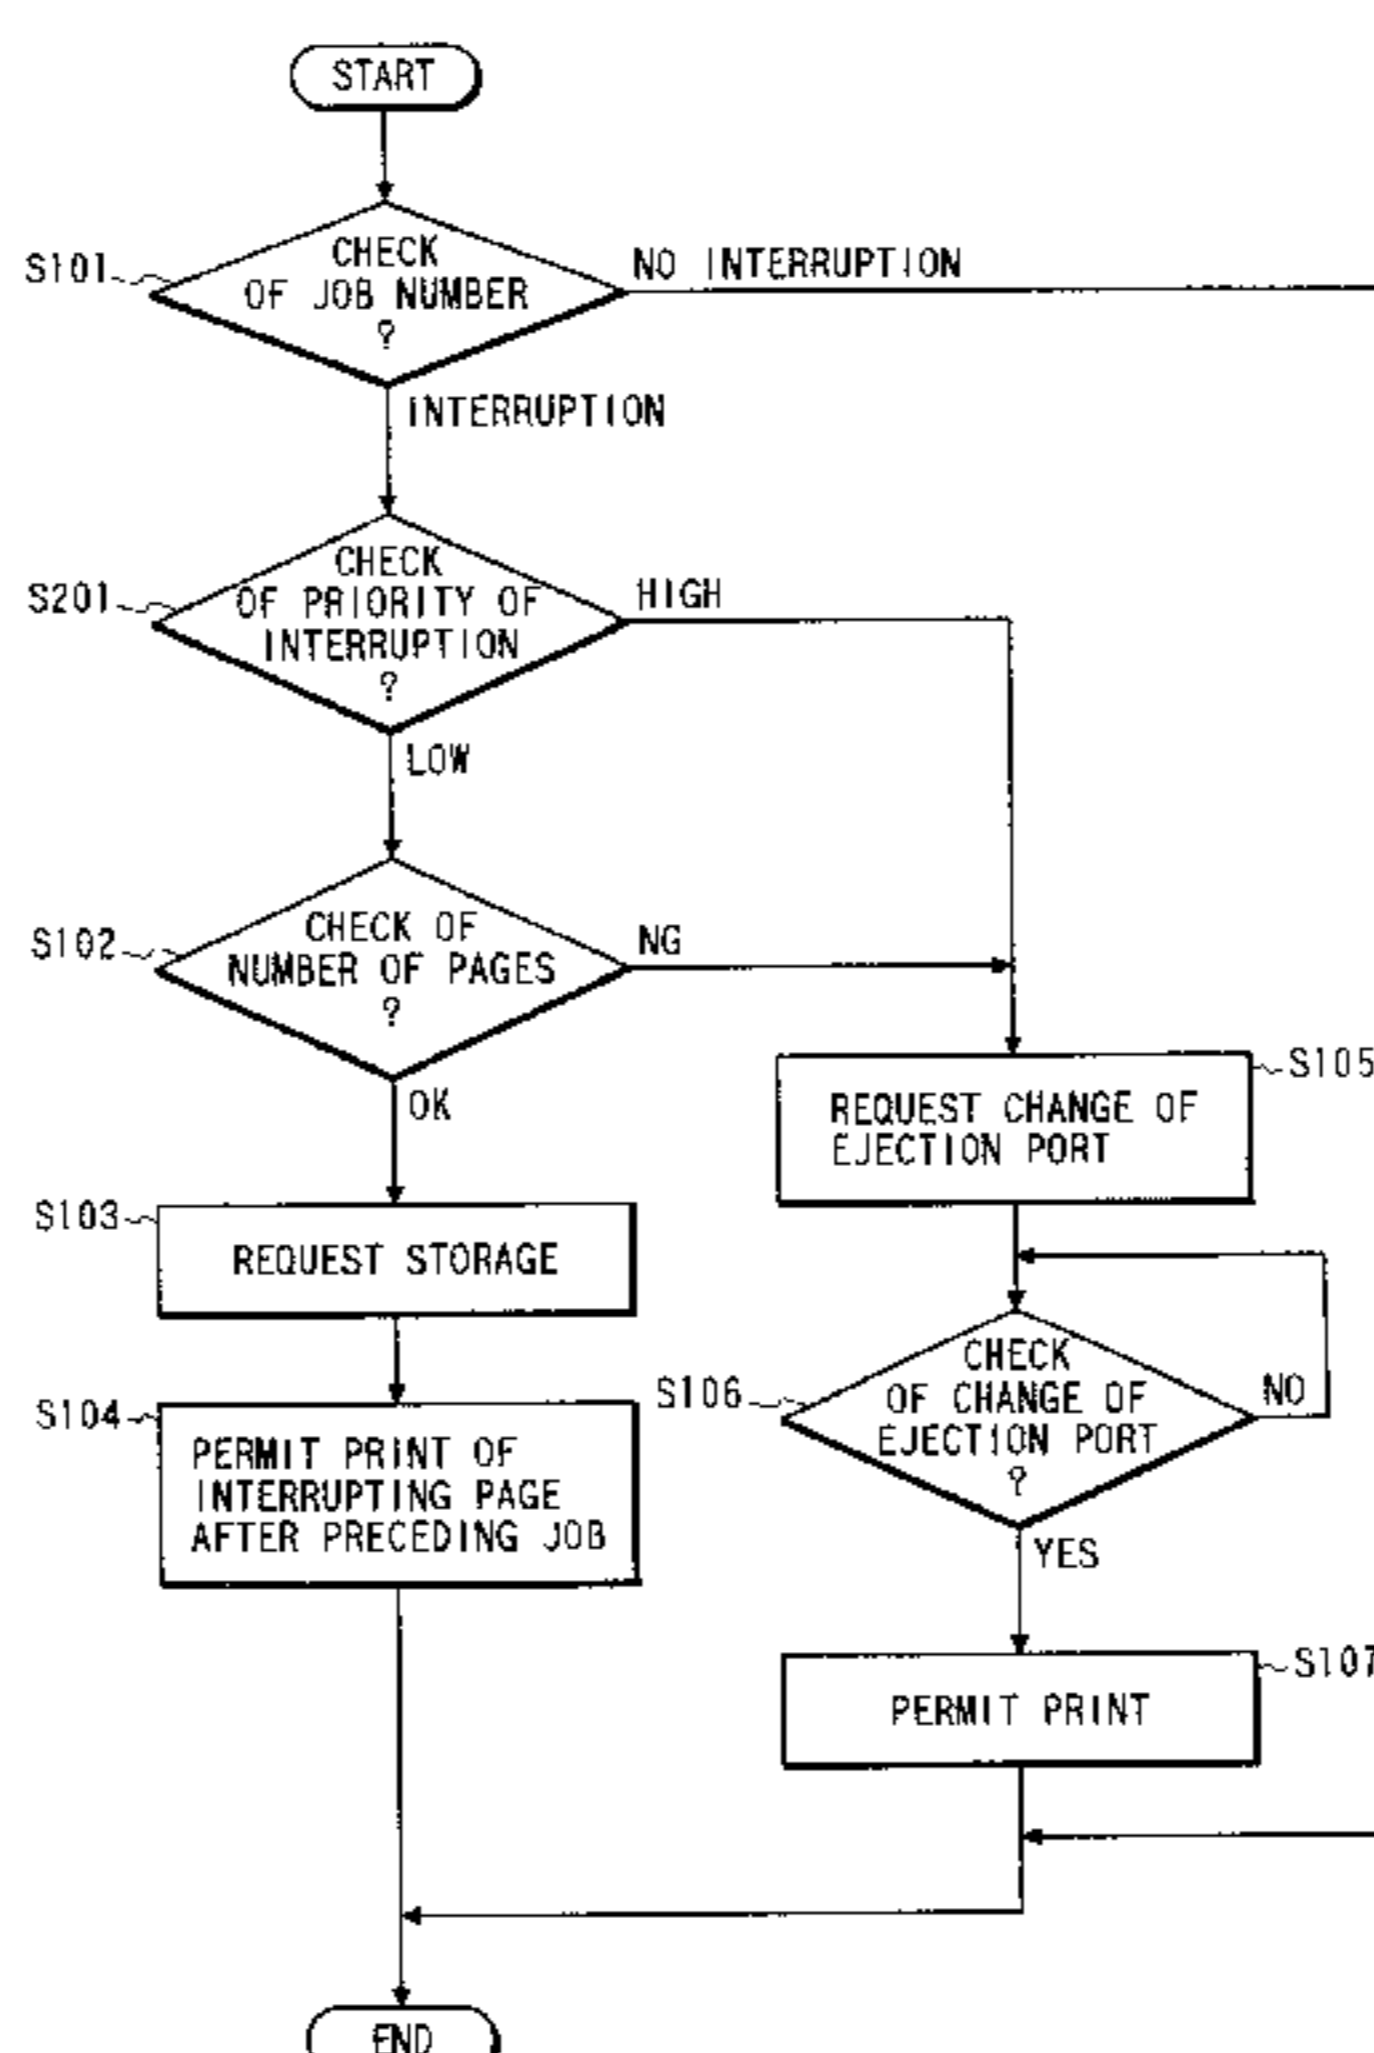 START
S101
CHECK
OF JOB NUMBER
?
NO INTERRUPTION
INTERRUPTION
S201
CHECK
OF PRIORITY OF
INTERRUPTION
?
HIGH
LOW
S102
CHECK OF
NUMBER OF PAGES
?
NG
OK
S105
REQUEST CHANGE OF
EJECTION PORT
S103
REQUEST STORAGE
S106
CHECK
OF CHANGE OF
EJECTION PORT
?
NO
YES
S104
PERMIT PRINT OF
INTERRUPTING PAGE
AFTER PRECEDING JOB
S107
PERMIT PRINT
END